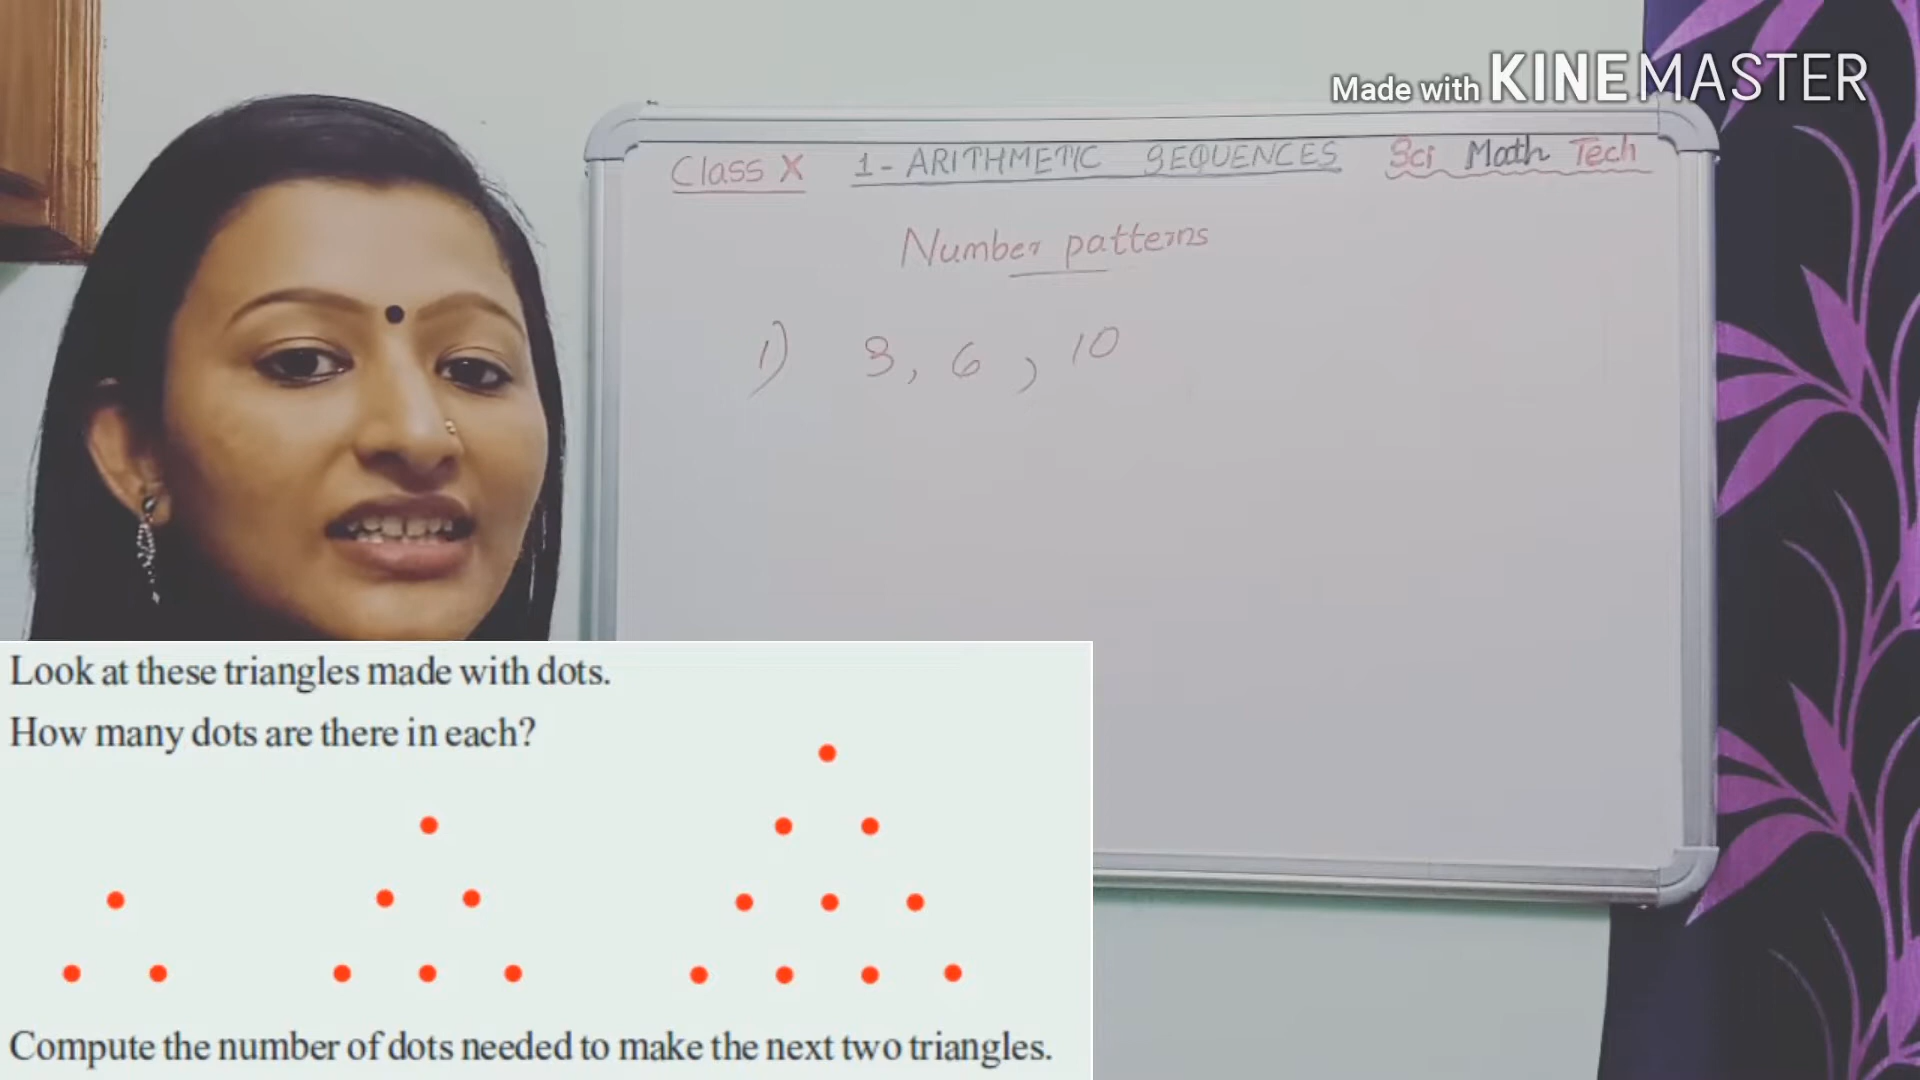 Made with KINEMASTER
Class X 1 - ARITHMETIC SEQUENCES Sci Math Tech
Number patterns
1) 3, 6, 10
Look at these triangles made with dots.
How many dots are there in each?
Compute the number of dots needed to make the next two triangles.